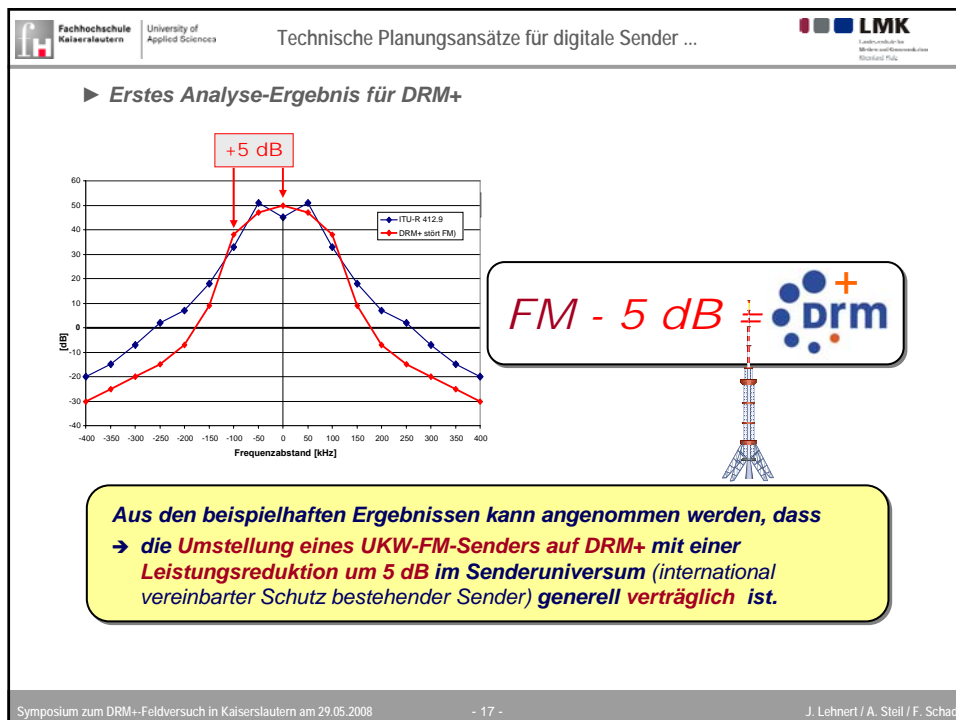 Fachhochschule
Kaiserslautern
University of
Applied Sciences
Technische Planungsansätze für digitale Sender ...
LMK
► Erstes Analyse-Ergebnis für DRM+
+5 dB
60
50
40
30
20
10
0
-10
-20
-30
-40
[dB]
ITU-R 412.9
DRM+ stört FM)
-400 -350 -300 -250 -200 -150 -100 -50 0 50 100 150 200 250 300 350 400
Frequenzabstand [kHz]
FM - 5 dB = Drm +
Aus den beispielhaften Ergebnissen kann angenommen werden, dass
➔ die Umstellung eines UKW-FM-Senders auf DRM+ mit einer
Leistungsreduktion um 5 dB im Senderuniversum (international
vereinbarter Schutz bestehender Sender) generell verträglich ist.
Symposium zum DRM+-Feldversuch in Kaiserslautern am 29.05.2008 - 17 - J. Lehnert / A. Steil / F. Schad